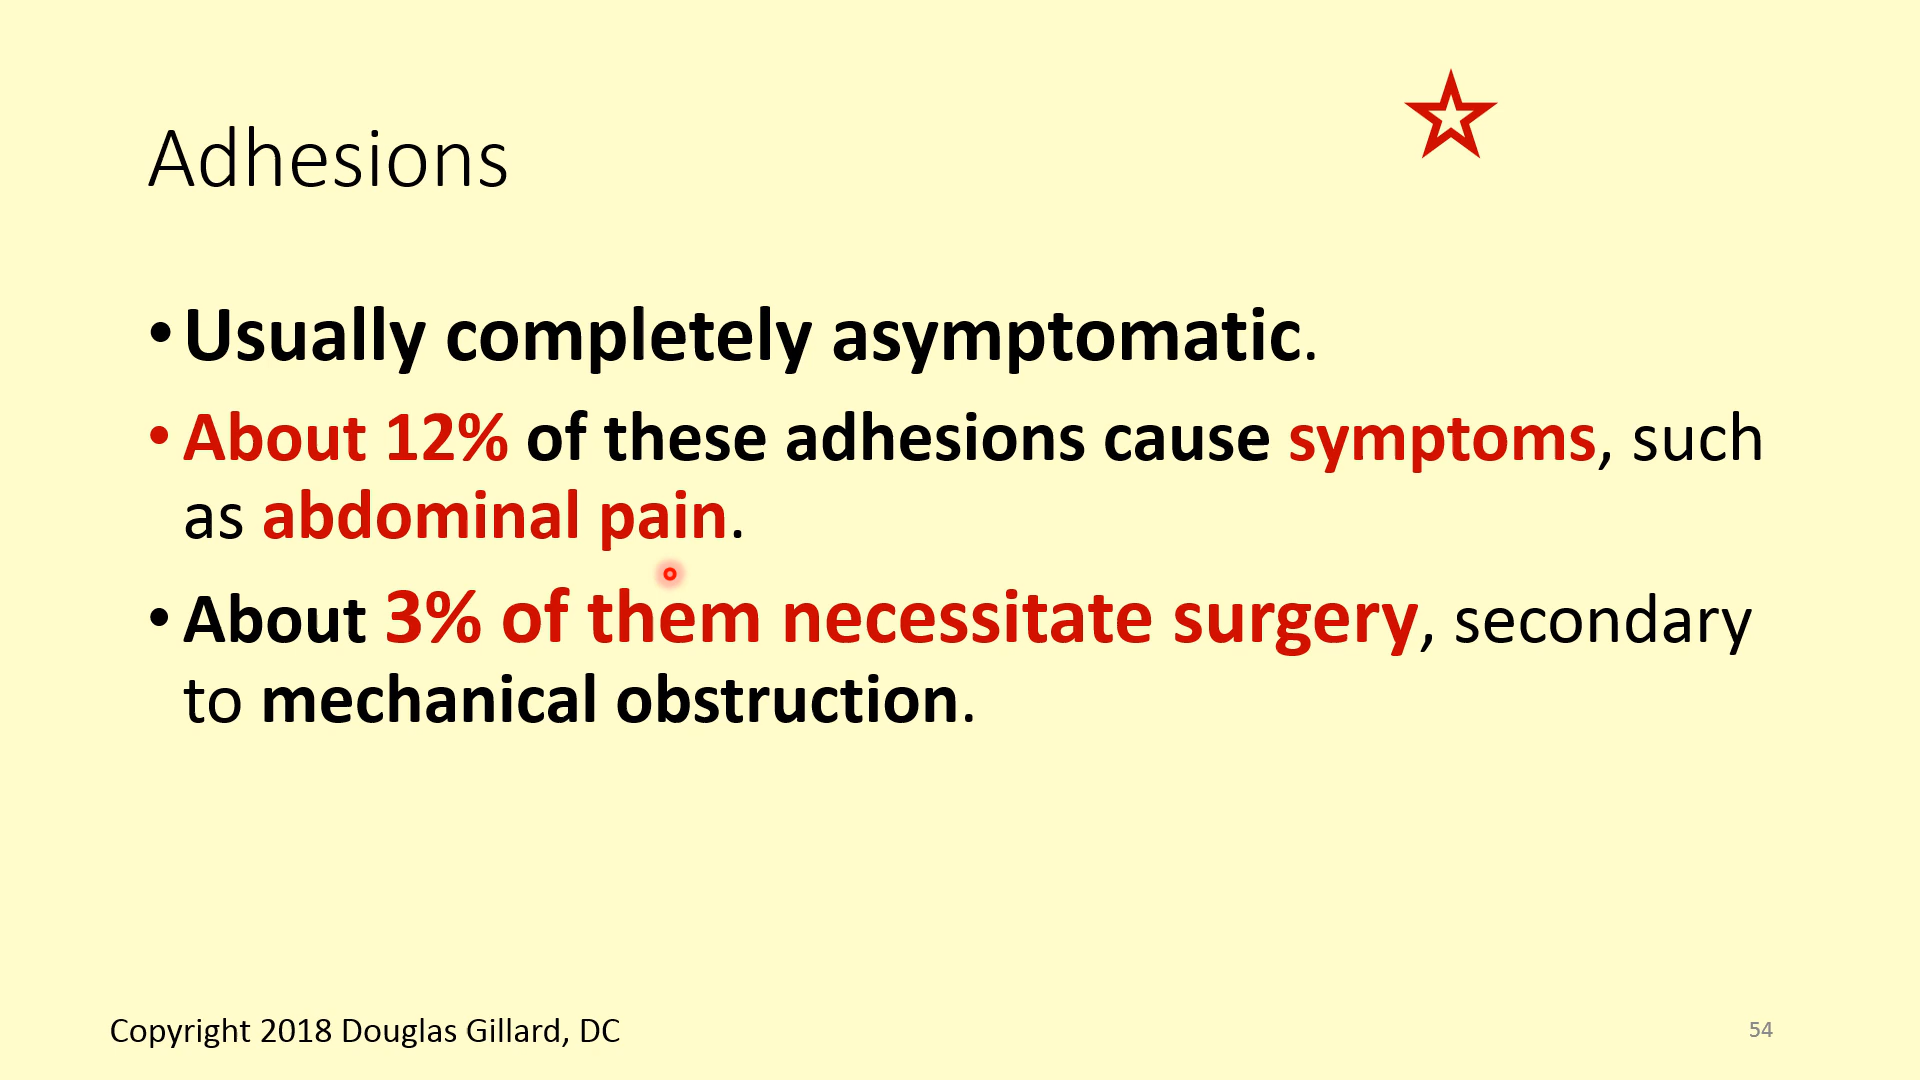 Adhesions
•Usually completely asymptomatic.
•About 12% of these adhesions cause symptoms, such
as abdominal pain.
•About 3% of them necessitate surgery, secondary
to mechanical obstruction.
Copyright 2018 Douglas Gillard, DC
54